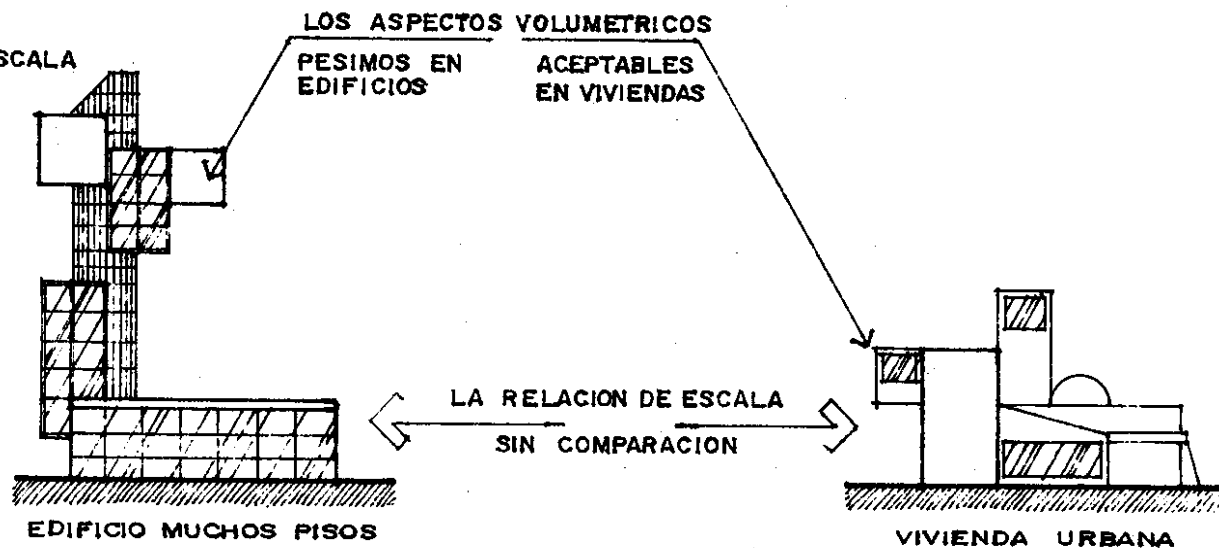 LOS ASPECTOS VOLUMETRICOS
ESCALA
PESIMOS EN
EDIFICIOS
ACEPTABLES
EN VIVIENDAS
LA RELACION DE ESCALA
SIN COMPARACION
EDIFICIO MUCHOS PISOS
VIVIENDA URBANA